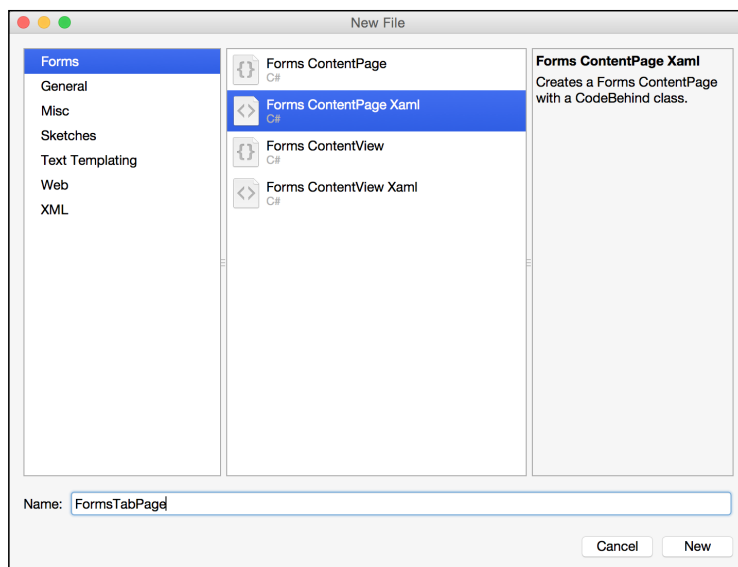 New File
Forms
General
Misc
Sketches
Text Templating
Web
XML
{} Forms ContentPage
C#
<> Forms ContentPage Xaml
C#
{} Forms ContentView
C#
<> Forms ContentView Xaml
C#
Forms ContentPage Xaml
Creates a Forms ContentPage
with a CodeBehind class.
Name: FormsTabPage
Cancel New